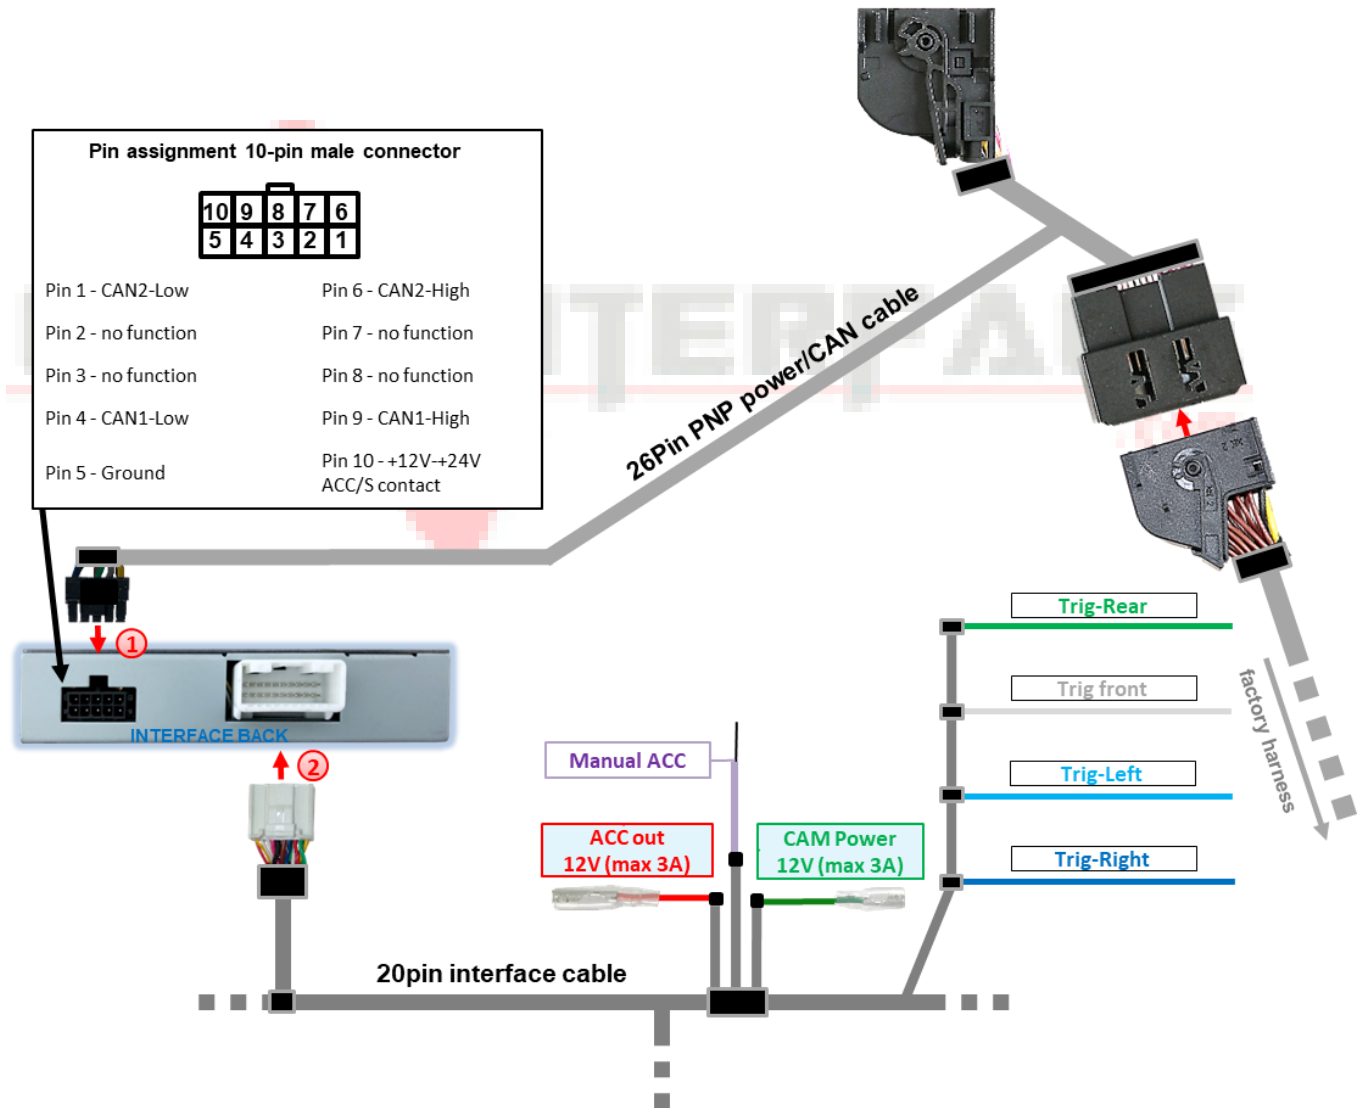 Pin assignment 10-pin male connector
10 9 8 7 6
5 4 3 2 1
Pin 1 - CAN2-Low
Pin 6 - CAN2-High
Pin 2 - no function
Pin 7 - no function
Pin 3 - no function
Pin 8 - no function
Pin 4 - CAN1-Low
Pin 9 - CAN1-High
Pin 5 - Ground
Pin 10 - +12V-+24V
ACC/S contact
26Pin PNP power/CAN cable
1
INTERFACE BACK
2
Trig-Rear
Trig front
Trig-Left
Trig-Right
factory harness
Manual ACC
ACC out
12V (max 3A)
CAM Power
12V (max 3A)
20pin interface cable